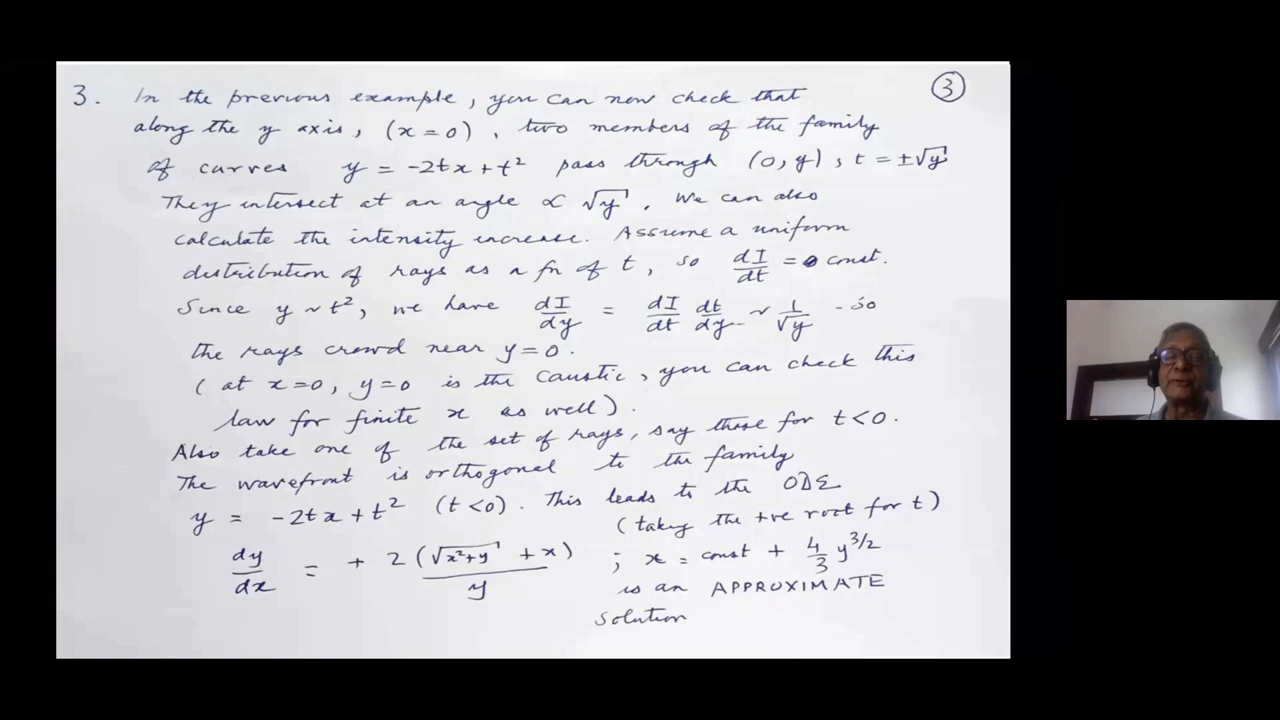 3. In the previous example, you can now check that
③
along the y axis, (x=0), two members of the family
of curves y = -2tx + t² pass through (0, y), t = ±√y
They intersect at an angle ∝ √y. We can also
calculate the intensity increase. Assume a uniform
distribution of rays as a fn of t, so dI/dt = const.
Since y ~ t², we have dI/dy = dI/dt dt/dy ~ 1/√y - so
the rays crowd near y=0.
(at x=0, y=0 is the caustic, you can check this
law for finite x as well).
Also take one of the set of rays, say those for t<0.
The wavefront is orthogonal to the family
y = -2tx + t² (t<0). This leads to the ODE
(taking the +ve root for t)
dy/dx = + 2(√x²+y + x)/y ; x = const + 4/3 y^3/2
is an APPROXIMATE
solution